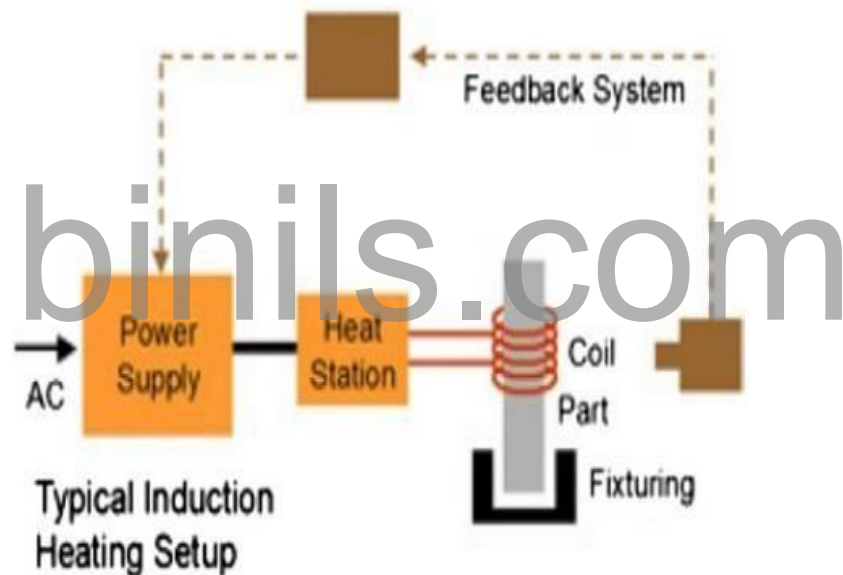 Feedback System
binils.com
Power
Supply
Heat
Station
Coil
AC
Part
Fixturing
Typical Induction
Heating Setup